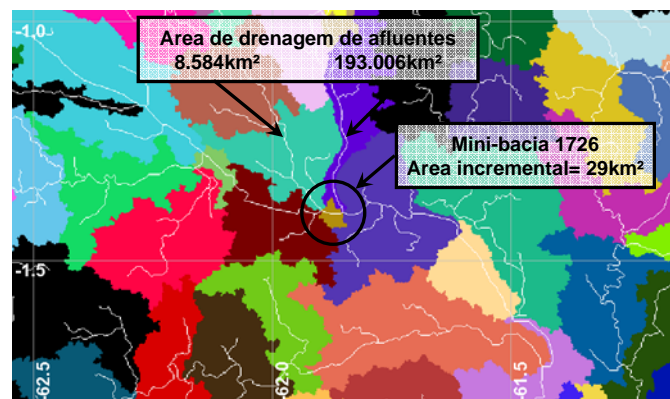 -1.0
Area de drenagem de afluentes
8.584km² 193.006km²
Mini-bacia 1726
Area incremental= 29km²
-1.5
-62.5
-62.0
-61.5